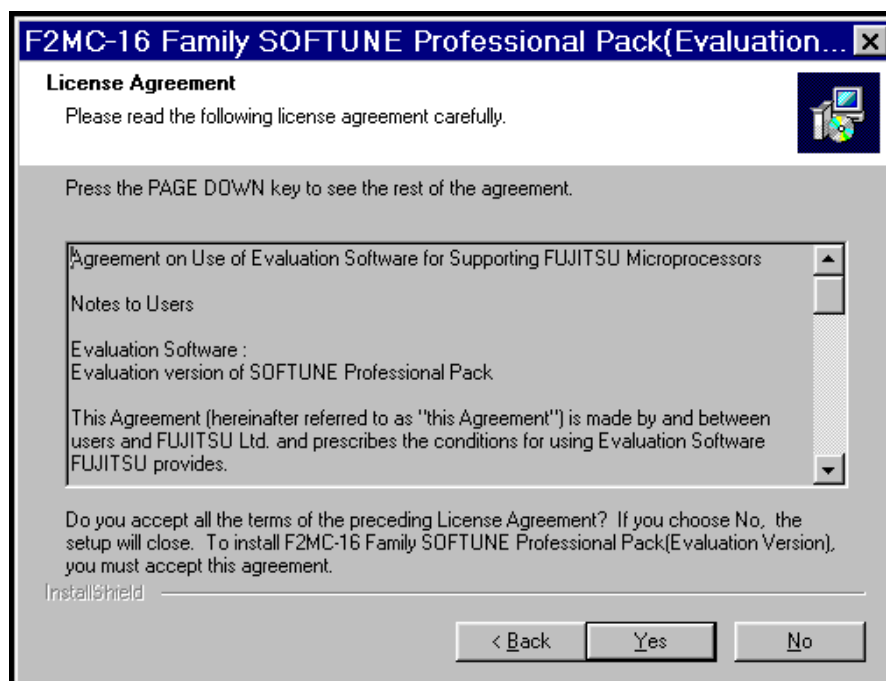 F2MC-16 Family SOFTUNE Professional Pack(Evaluation...
License Agreement
Please read the following license agreement carefully.
Press the PAGE DOWN key to see the rest of the agreement.
Agreement on Use of Evaluation Software for Supporting FUJITSU Microprocessors
Notes to Users
Evaluation Software :
Evaluation version of SOFTUNE Professional Pack
This Agreement (hereinafter referred to as "this Agreement") is made by and between
users and FUJITSU Ltd. and prescribes the conditions for using Evaluation Software
FUJITSU provides.
Do you accept all the terms of the preceding License Agreement?  If you choose No,  the
setup will close.  To install F2MC-16 Family SOFTUNE Professional Pack(Evaluation Version),
you must accept this agreement.
InstallShield
< Back
Yes
No